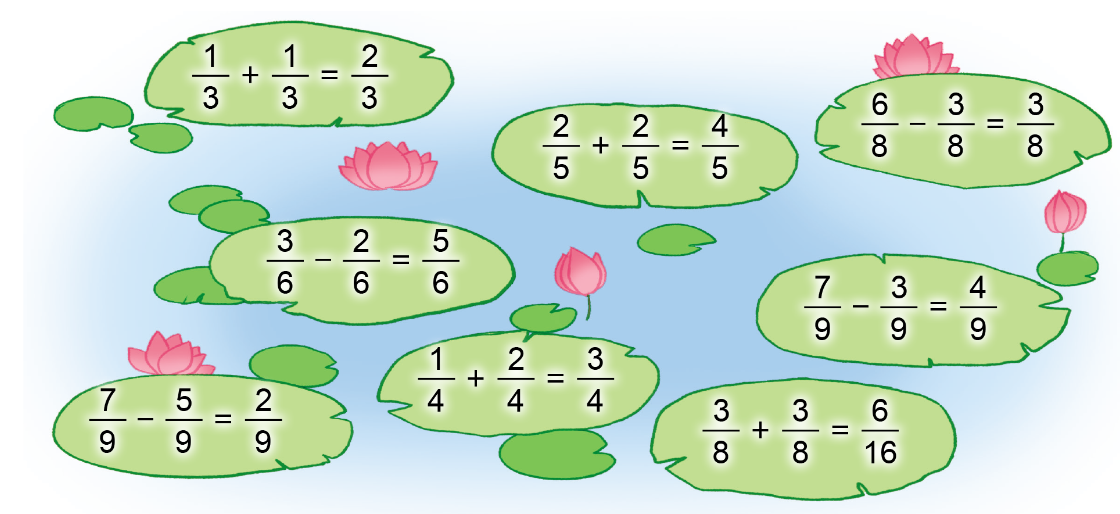 1/3 + 1/3 = 2/3
2/5 + 2/5 = 4/5
6/8 − 3/8 = 3/8
3/6 − 2/6 = 5/6
7/9 − 3/9 = 4/9
1/4 + 2/4 = 3/4
7/9 − 5/9 = 2/9
3/8 + 3/8 = 6/16